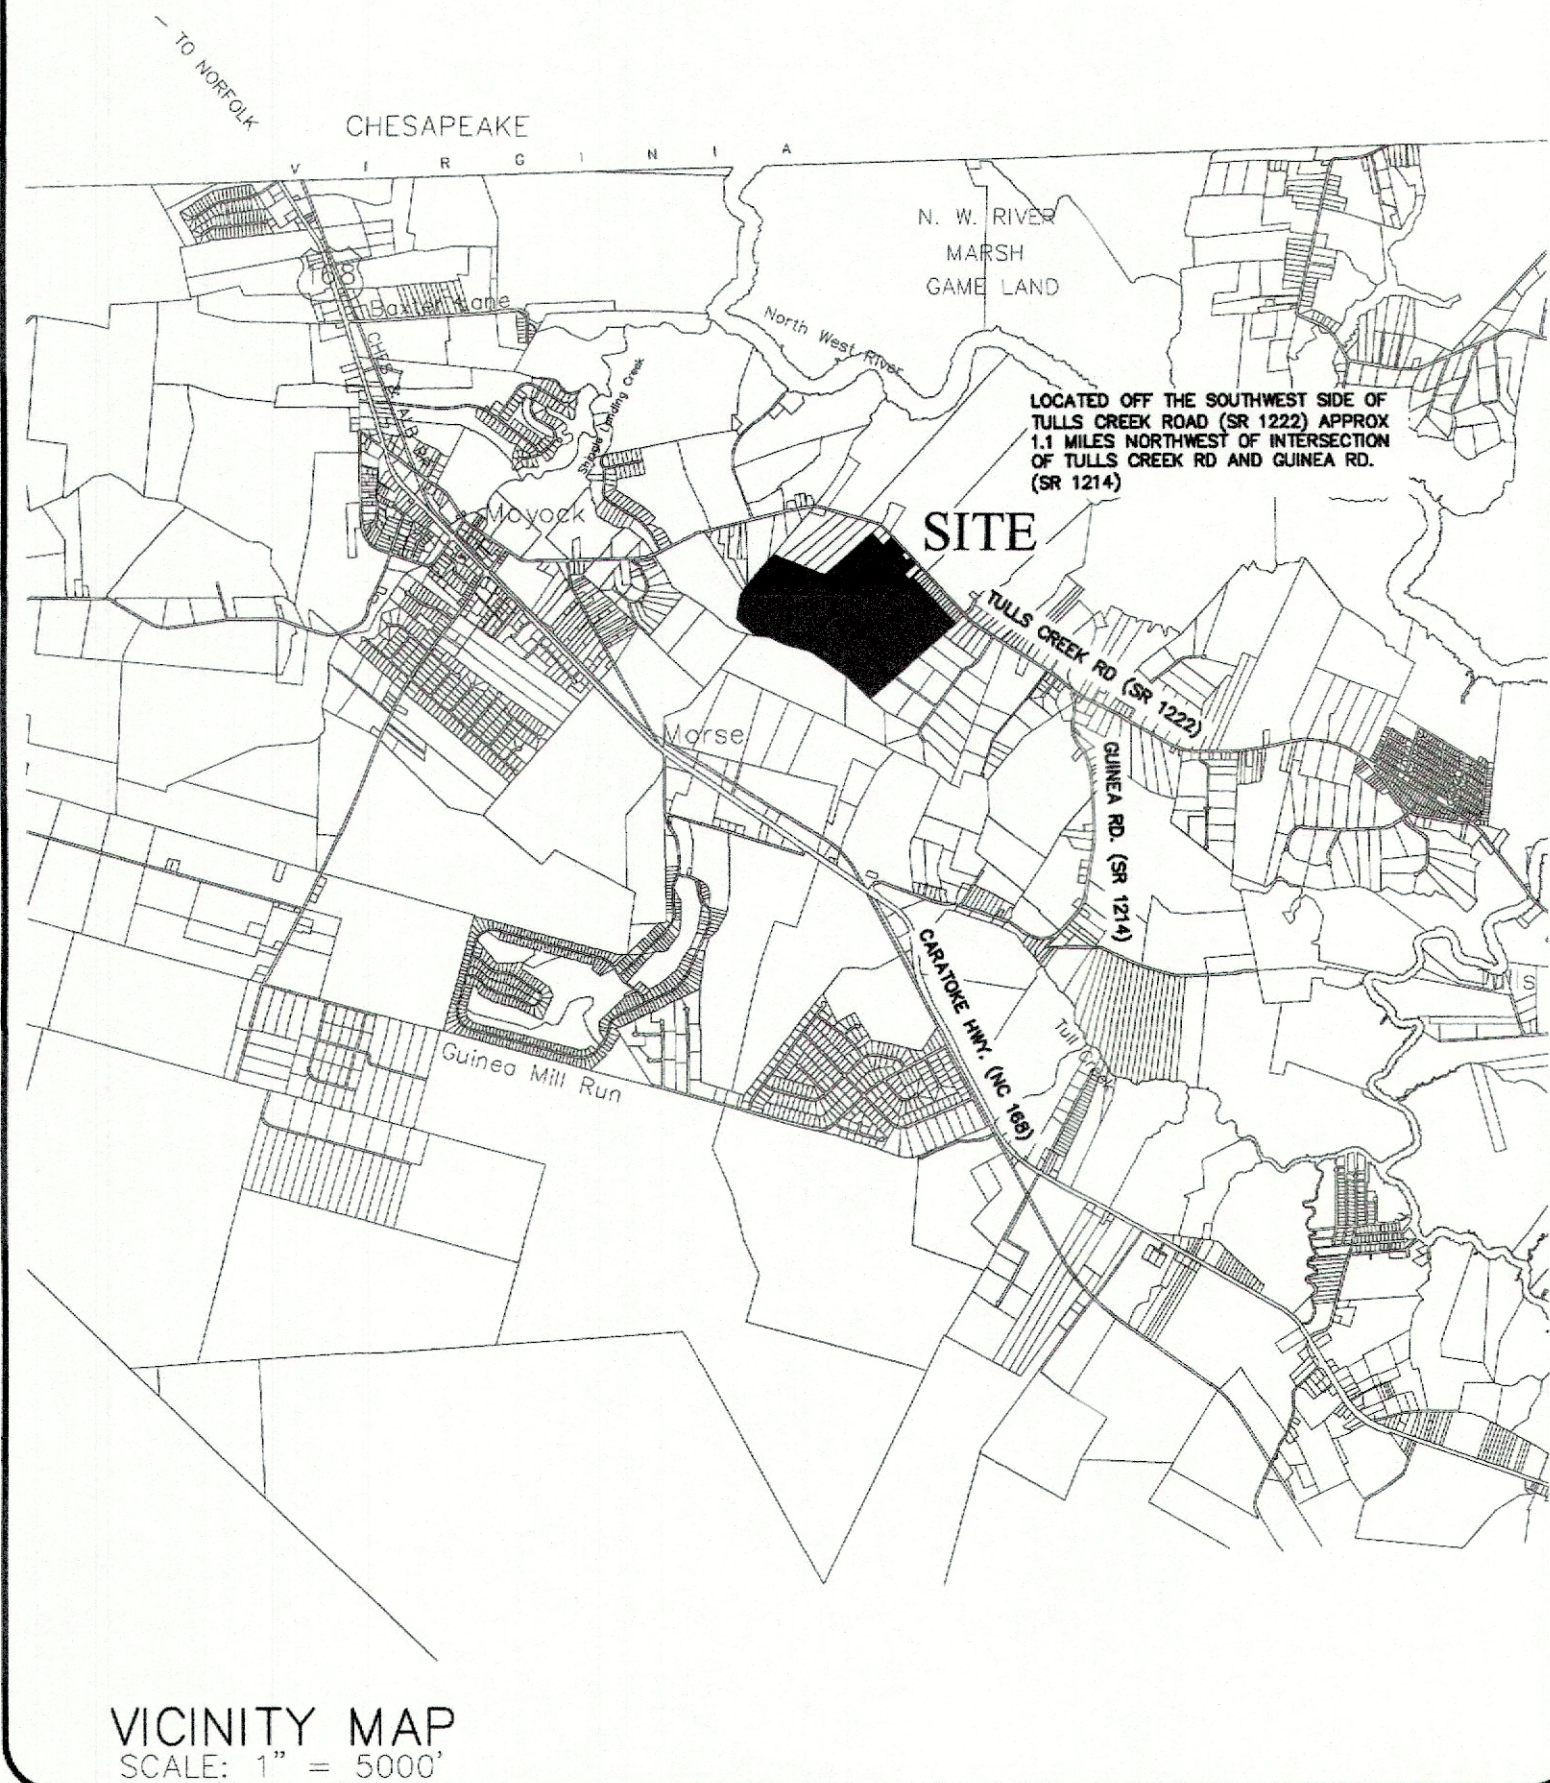 TO NORFOLK
CHESAPEAKE
VIRGINIA
N. W. RIVER
MARSH
GAME LAND
168
Baxter Lane
North West River
CHES & ALB
Shingle Landing Creek
LOCATED OFF THE SOUTHWEST SIDE OF
TULLS CREEK ROAD (SR 1222) APPROX
1.1 MILES NORTHWEST OF INTERSECTION
OF TULLS CREEK RD AND GUINEA RD.
(SR 1214)
Moyock
SITE
TULLS CREEK RD (SR 1222)
Morse
GUINEA RD. (SR 1214)
CARATOKE HWY. (NC 168)
Tulls
Tull Creek
Guinea Mill Run
VICINITY MAP
SCALE: 1" = 5000'